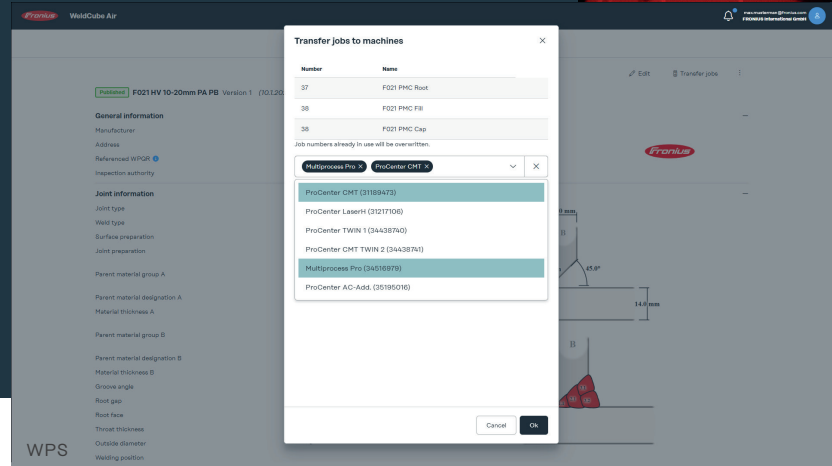 Fronius WeldCube Air
max.mustermax@fronius.com
FRONIUS International GmbH
Transfer jobs to machines
Edit Transfer jobs
Number Name
37 F021 PMC Root
38 F021 PMC Fill
38 F021 PMC Cap
Job numbers already in use will be overwritten.
Multiprocess Pro ProCenter CMT
ProCenter CMT (31189473)
ProCenter LaserH (31217106)
ProCenter TWIN 1 (34438740)
ProCenter CMT TWIN 2 (34438741)
Multiprocess Pro (34516979)
ProCenter AC-Add. (35195016)
Cancel Ok
Published F021 HV 10-20mm PA PB Version 1
General information
Manufacturer
Address
Referenced WPQR
Inspection authority
Fronius
Joint information
Joint type
Weld type
Surface preparation
Joint preparation
Parent material group A
Parent material designation A
Material thickness A
Parent material group B
Parent material designation B
Material thickness B
Groove angle
Root gap
Root face
Throat thickness
Outside diameter
Welding position
B
45.0°
14.0 mm
B
WPS